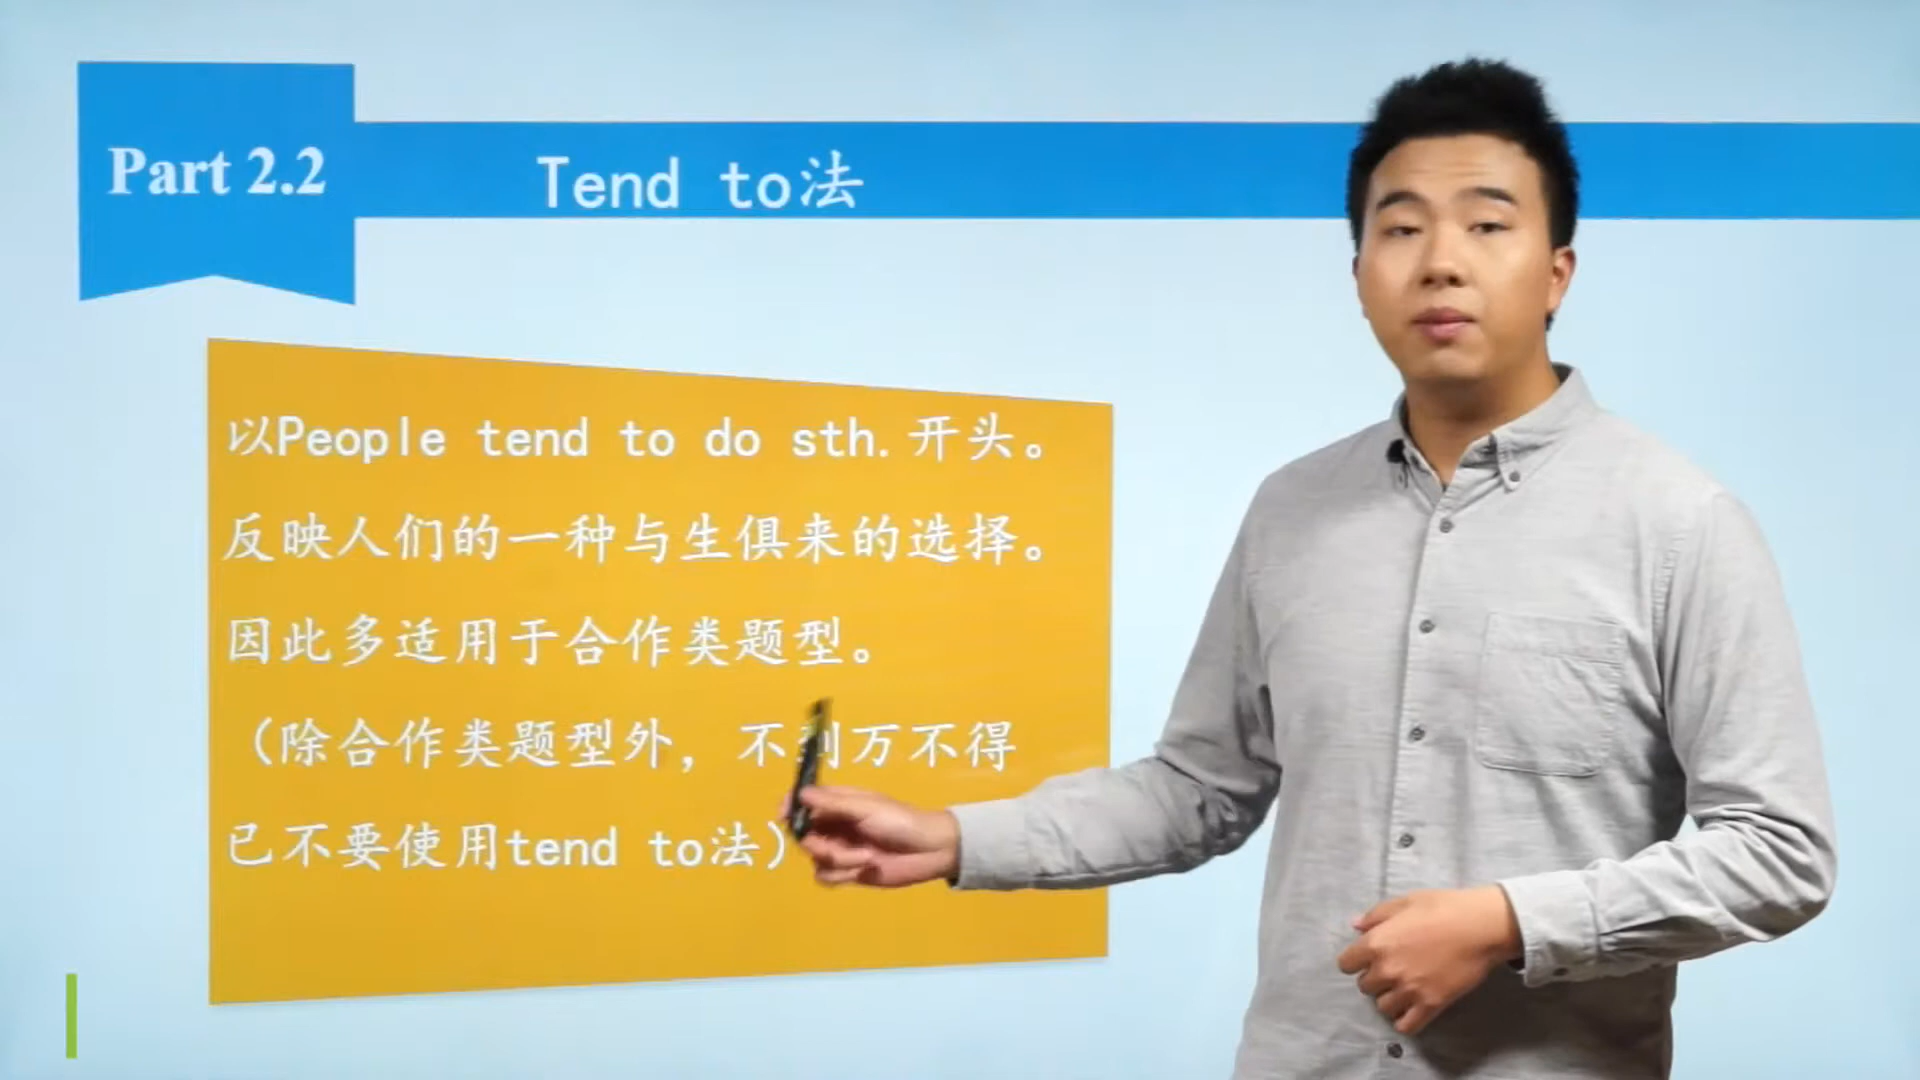 Part 2.2
Tend to法
以People tend to do sth.开头。
反映人们的一种与生俱来的选择。
因此多适用于合作类题型。
（除合作类题型外，不到万不得
已不要使用tend to法）